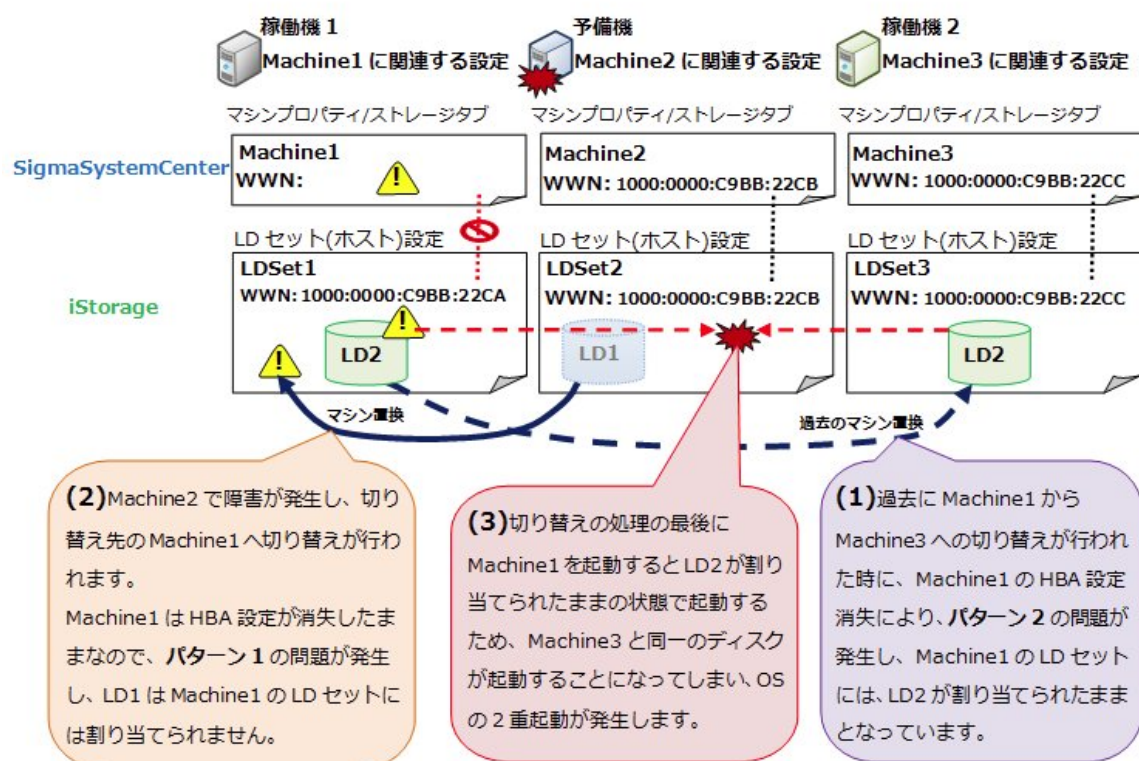 稼働機 1
Machine1 に関連する設定
予備機
Machine2 に関連する設定
稼働機 2
Machine3 に関連する設定
マシンプロパティ/ストレージタブ
マシンプロパティ/ストレージタブ
マシンプロパティ/ストレージタブ
SigmaSystemCenter
Machine1
WWN:
!
Machine2
WWN: 1000:0000:C9BB:22CB
Machine3
WWN: 1000:0000:C9BB:22CC
LD セット(ホスト)設定
LD セット(ホスト)設定
LD セット(ホスト)設定
iStorage
LDSet1
WWN: 1000:0000:C9BB:22CA
!
LD2
!
LDSet2
WWN: 1000:0000:C9BB:22CB
LD1
LDSet3
WWN: 1000:0000:C9BB:22CC
LD2
マシン置換
過去のマシン置換
(2)Machine2 で障害が発生し、切り
替え先の Machine1 へ切り替えが行わ
れます。
Machine1 は HBA 設定が消失したま
まなので、パターン 1 の問題が発生
し、LD1 は Machine1 の LD セットに
は割り当てられません。
(3)切り替えの処理の最後に
Machine1 を起動すると LD2 が割り
当てられたままの状態で起動する
ため、Machine3 と同一のディスク
が起動することになってしまい、OS
の 2 重起動が発生します。
(1)過去に Machine1 から
Machine3 への切り替えが行われ
た時に、Machine1 の HBA 設定
消失により、パターン 2 の問題が
発生し、Machine1 の LD セット
には、LD2 が割り当てられたまま
となっています。